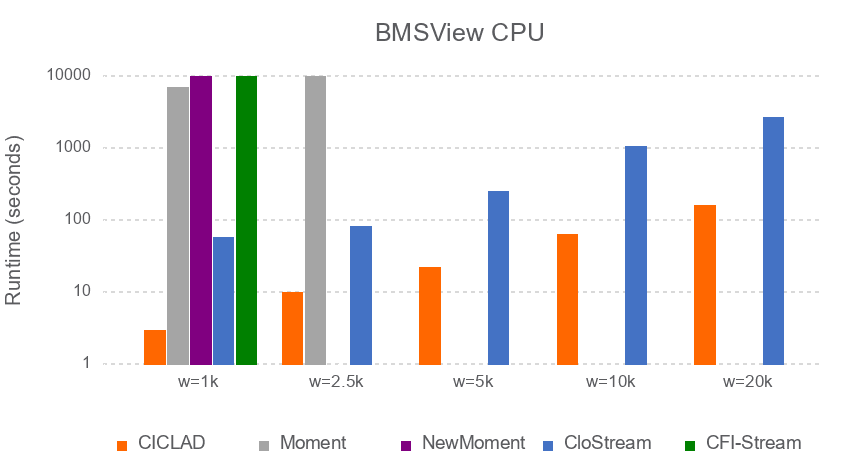 BMSView CPU
Runtime (seconds)
10000
1000
100
10
1
w=1k w=2.5k w=5k w=10k w=20k
CICLAD Moment NewMoment CloStream CFI-Stream